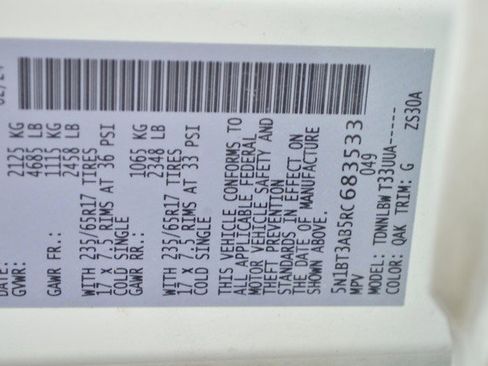 DATE: 02/24
GVWR: 2125 KG
4685 LB
GAWR FR.: 1115 KG
2458 LB
WITH 235/65R17 TIRES
17 X 7.5 RIMS AT 36 PSI
COLD SINGLE
GAWR RR.: 1065 KG
2348 LB
WITH 235/65R17 TIRES
17 X 7.5 RIMS AT 33 PSI
COLD SINGLE
THIS VEHICLE CONFORMS TO
ALL APPLICABLE FEDERAL
MOTOR VEHICLE SAFETY AND
THEFT PREVENTION
STANDARDS IN EFFECT ON
THE DATE OF MANUFACTURE
SHOWN ABOVE.
5N1BT3AB5RC683533
MPV 049
MODEL: TDNNLBW T33UUA-----
COLOR: QAK TRIM: G
ZS30A